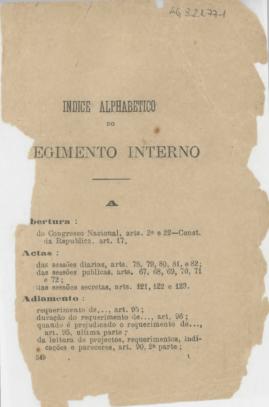 INDICE ALPHABETICO
DO
EGIMENTO INTERNO
A
bertura :
do Congresso Nacional, arts. 2º e 22—Const.
da Republica, art. 17.
Actas :
das sessões diarias, arts. 78, 79, 80, 81, e 82;
das sessões publicas, arts. 67, 68, 69, 70, 71
e 72;
das sessões secretas, arts. 121, 122 e 123.
Adiamento :
requerimento de..., art. 95;
duração do requerimento de..., art. 96;
quando é prejudicado o requerimento de...,
art. 95, ultima parte;
da leitura de projectos, requerimentos, indi-
cações e pareceres, art. 90, 2ª parte;
549